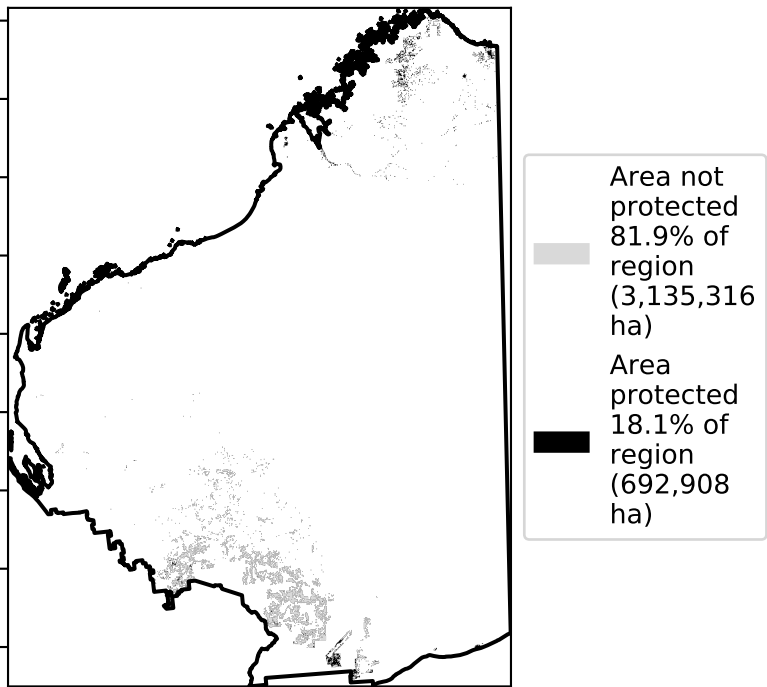 Area not
protected
81.9% of
region
(3,135,316
ha)
Area
protected
18.1% of
region
(692,908
ha)